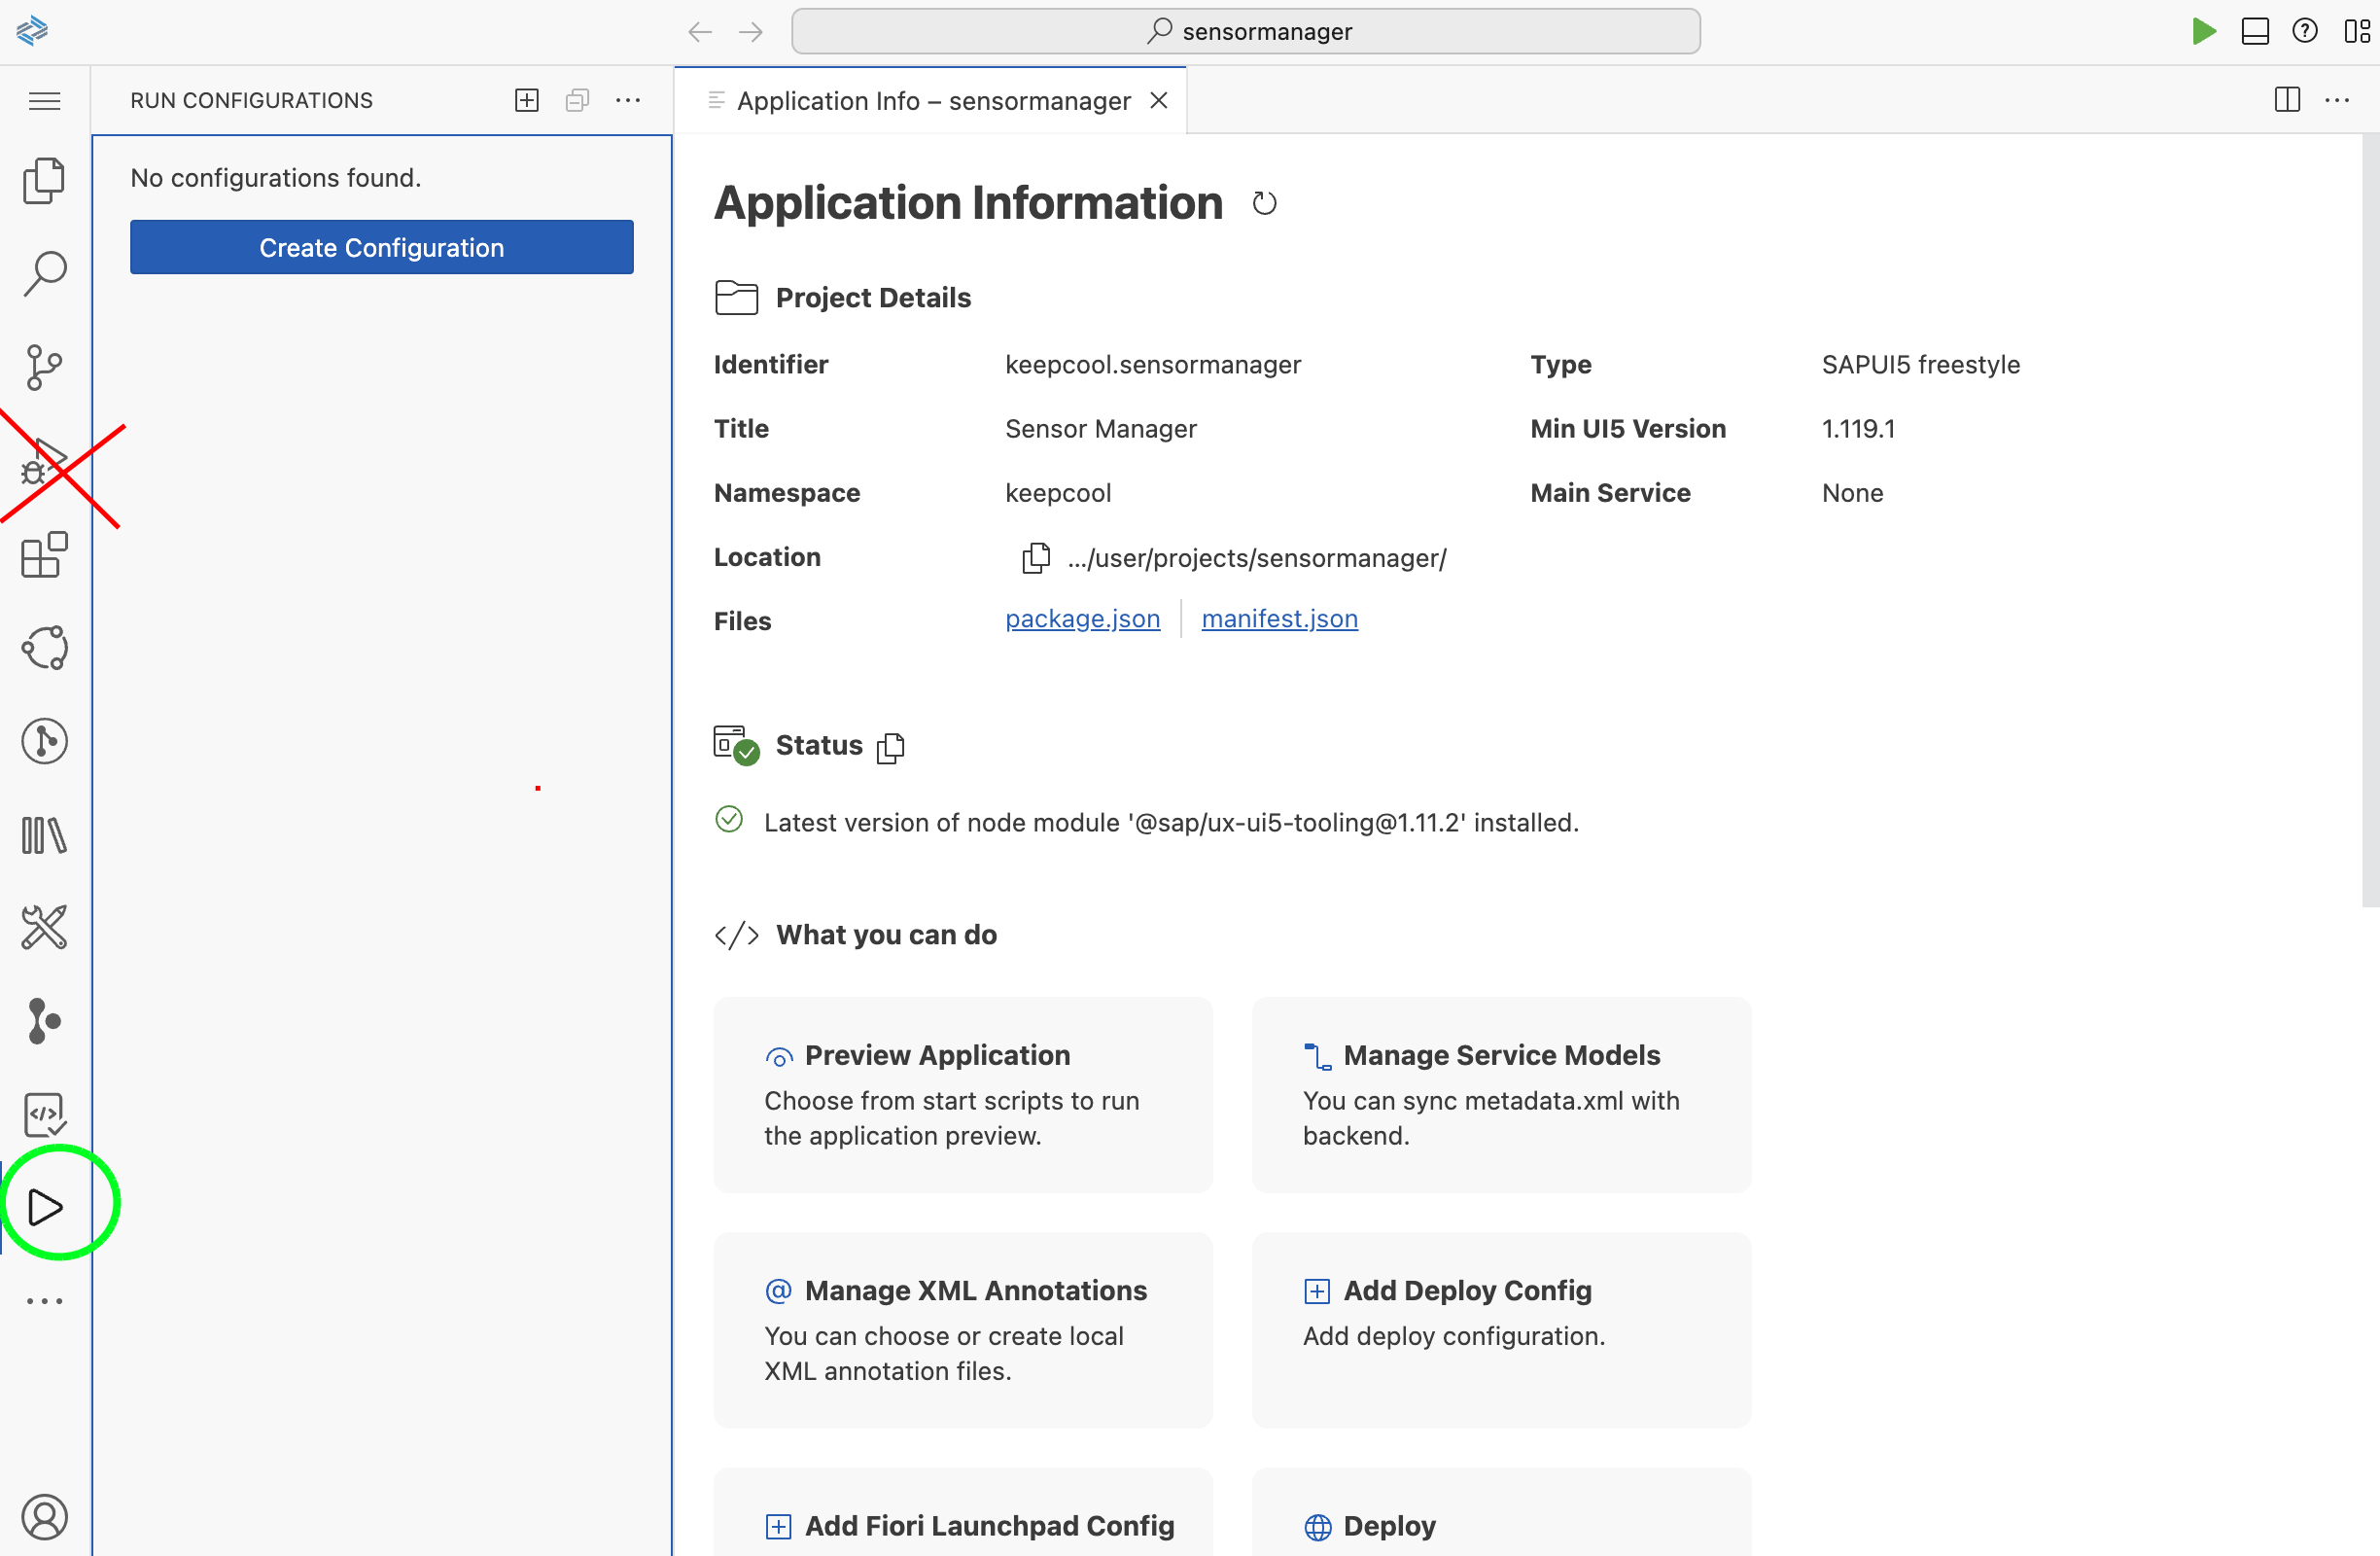 sensormanager
RUN CONFIGURATIONS
Application Info – sensormanager
No configurations found.
Create Configuration
Application Information
Project Details
Identifier keepcool.sensormanager Type SAPUI5 freestyle
Title Sensor Manager Min UI5 Version 1.119.1
Namespace keepcool Main Service None
Location .../user/projects/sensormanager/
Files package.json manifest.json
Status
Latest version of node module '@sap/ux-ui5-tooling@1.11.2' installed.
What you can do
Preview Application
Choose from start scripts to run
the application preview.
Manage Service Models
You can sync metadata.xml with
backend.
Manage XML Annotations
You can choose or create local
XML annotation files.
Add Deploy Config
Add deploy configuration.
Add Fiori Launchpad Config
Deploy